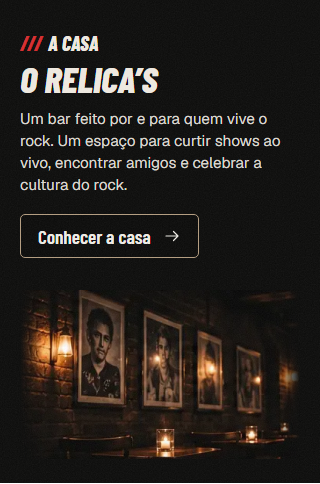 /// A CASA
O RELICA'S
Um bar feito por e para quem vive o
rock. Um espaço para curtir shows ao
vivo, encontrar amigos e celebrar a
cultura do rock.
Conhecer a casa →